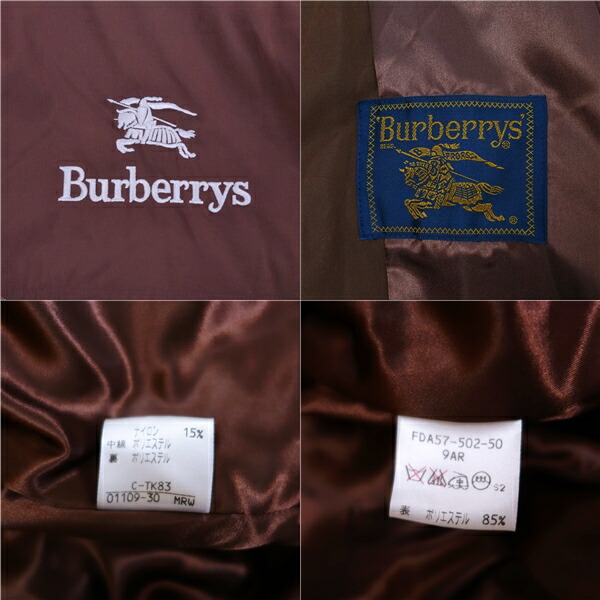 Burberrys
Burberrys
REGD. ®
®
ナイロン 15%
中綿 ポリエステル
裏 ポリエステル
C-TK83
01109-30 MRW
FDA57-502-50
9AR
S2
表 ポリエステル 85%